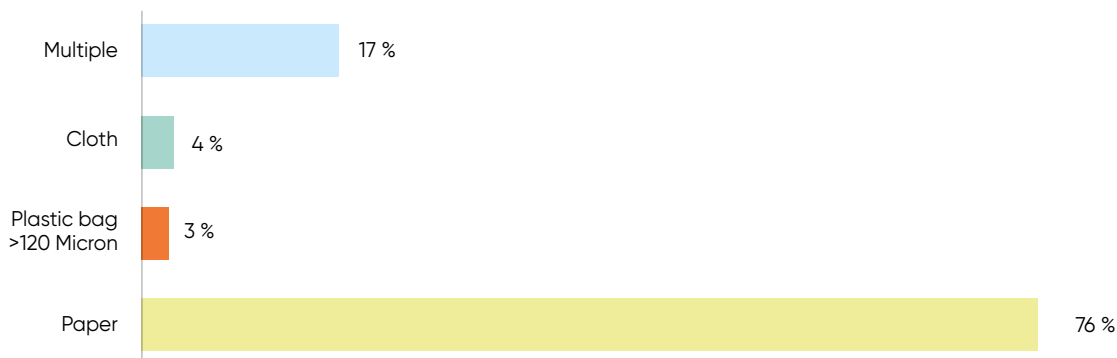 Multiple
17 %
Cloth
4 %
Plastic bag
>120 Micron
3 %
Paper
76 %